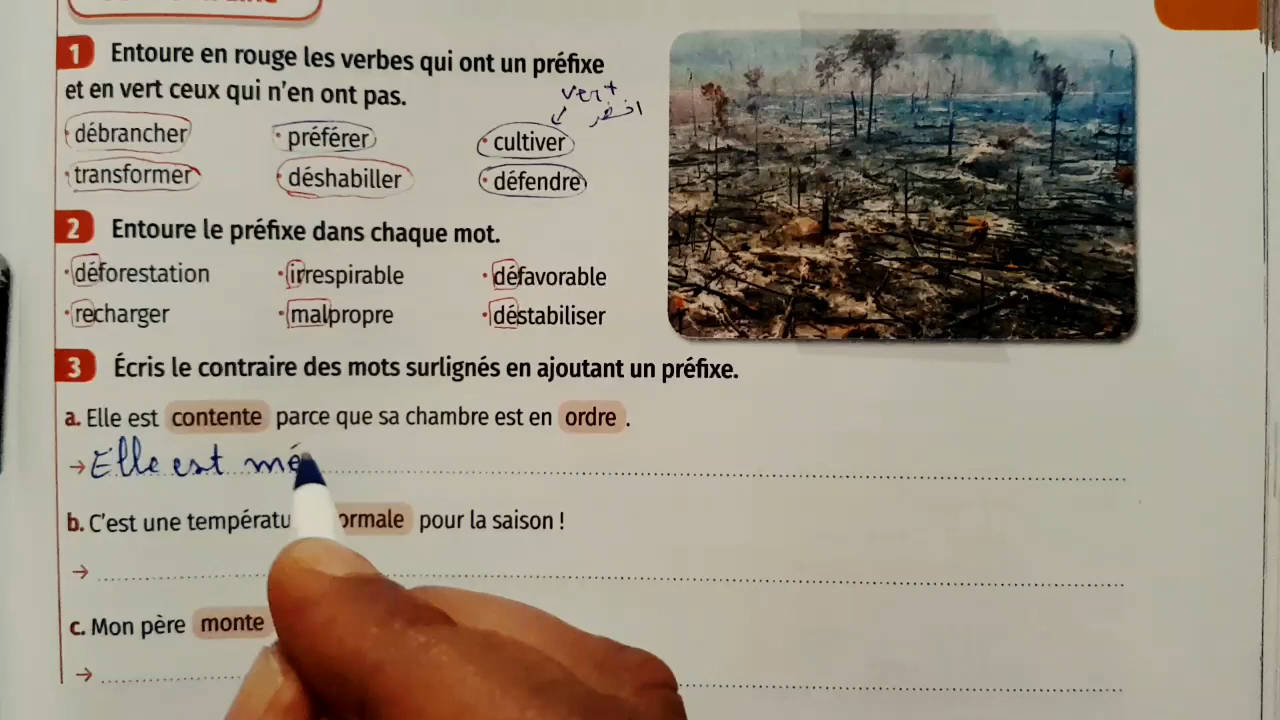 1 Entoure en rouge les verbes qui ont un préfixe
et en vert ceux qui n'en ont pas.
vert
اخضر
débrancher préférer cultiver
transformer déshabiller défendre
2 Entoure le préfixe dans chaque mot.
déforestation irrespirable défavorable
recharger malpropre déstabiliser
3 Écris le contraire des mots surlignés en ajoutant un préfixe.
a. Elle est contente parce que sa chambre est en ordre .
→ Elle est mé
b. C'est une températu ormale pour la saison !
→
c. Mon père monte
→